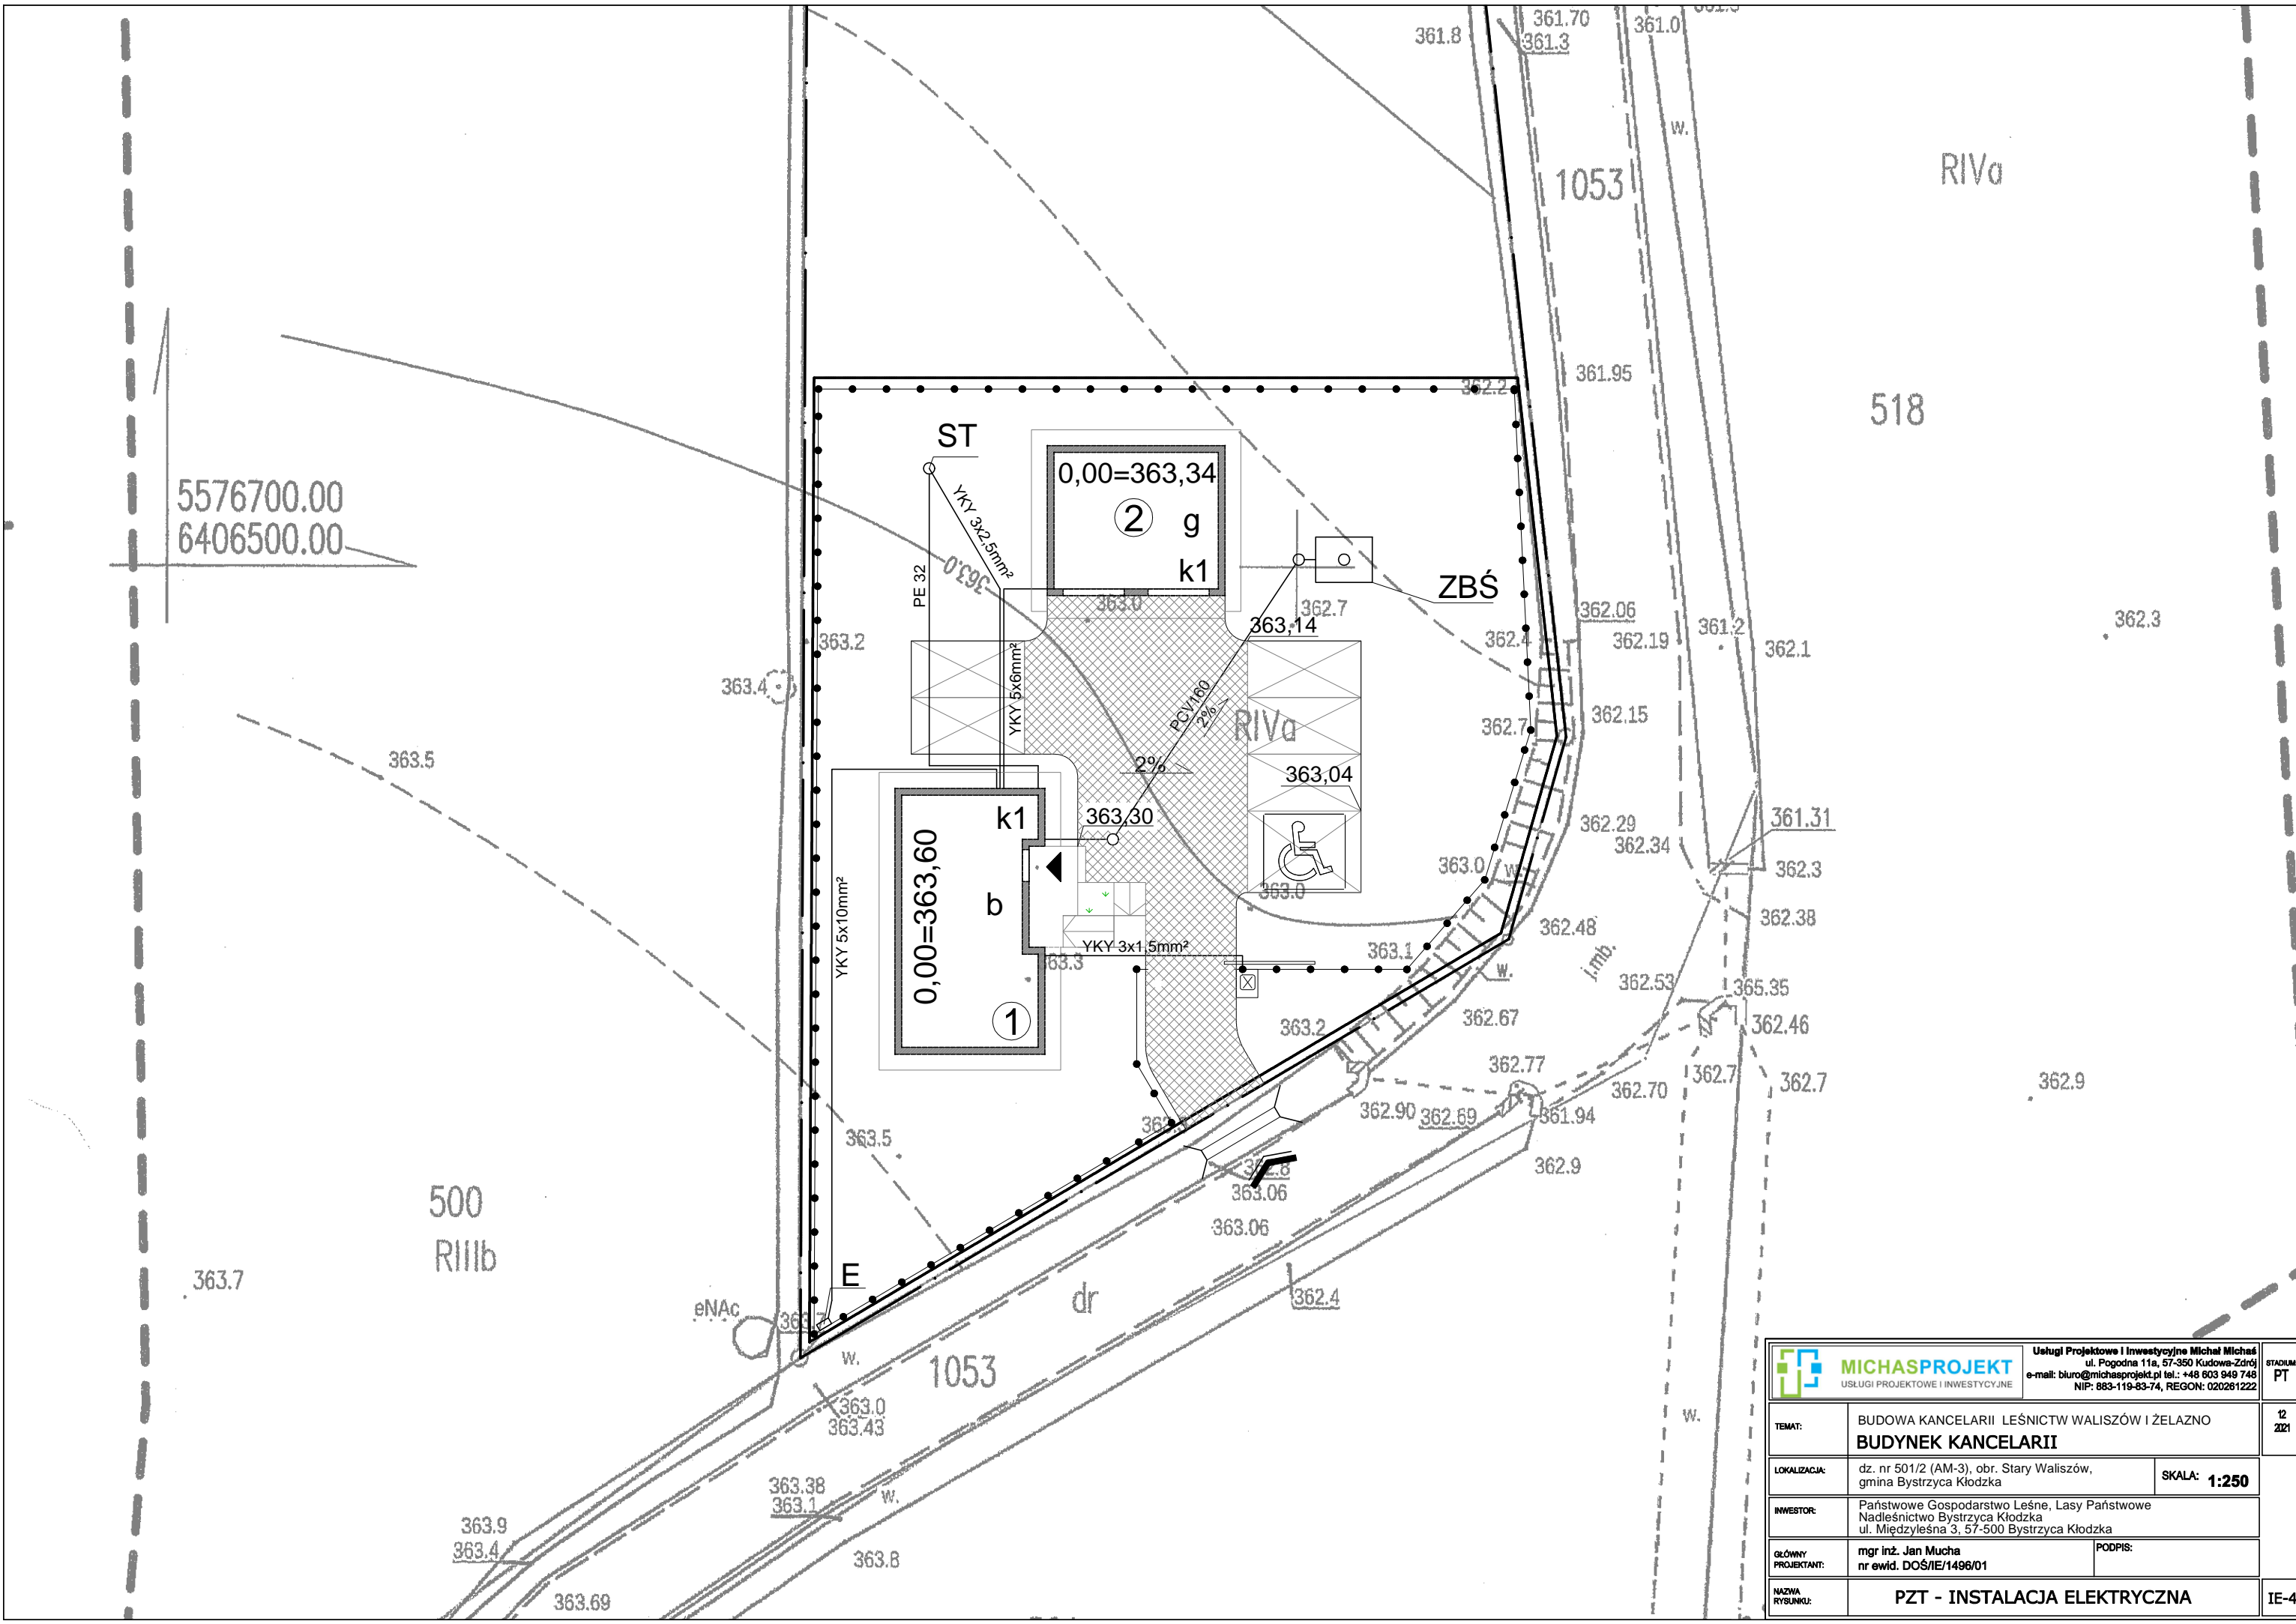 361.8
361.70
361.3
361.0
w.
1053
RIVa
361.95
362.2
518
ST
0,00=363,34
5576700.00
6406500.00
YKY 3x2,5mm²
2
g
363.0
PE 32
k1
ZBŚ
363.0
362.7
362.06
363,14
363.2
362.4
362.19
361.2
362.1
362.3
YKY 5x6mm²
363.4
PCV160
2%
RIVa
362.7
362.15
363.5
2%
363,04
k1
363,30
362.29
361.31
362.34
0,00=363,60
363.0
w.
362.3
YKY 5x10mm²
b
363.0
362.38
362.48
YKY 3x1,5mm²
363.1
j.mb.
363.3
w.
362.53
365.35
1
363.2
362.67
362.46
362.77
362.7
362.7
362.70
362.9
362.90
362.69
361.94
363.5
362.8
362.9
363.06
500
363.06
RIIIb
363.7
E
dr
362.4
eNAc
w.
1053
363.0
363.43
w.
363.38
363.1
w.
363.9
363.4
363.8
363.69
MICHASPROJEKT
USŁUGI PROJEKTOWE I INWESTYCYJNE
Usługi Projektowe i Inwestycyjne Michał Michaś
ul. Pogodna 11a, 57-350 Kudowa-Zdrój
e-mail: biuro@michasprojekt.pl tel.: +48 603 949 748
NIP: 883-119-83-74, REGON: 020261222
STADIUM
PT
TEMAT:
BUDOWA KANCELARII LEŚNICTW WALISZÓW I ŻELAZNO
BUDYNEK KANCELARII
12
2021
LOKALIZACJA:
dz. nr 501/2 (AM-3), obr. Stary Waliszów,
gmina Bystrzyca Kłodzka
SKALA: 1:250
INWESTOR:
Państwowe Gospodarstwo Leśne, Lasy Państwowe
Nadleśnictwo Bystrzyca Kłodzka
ul. Międzyleśna 3, 57-500 Bystrzyca Kłodzka
GŁÓWNY
PROJEKTANT:
mgr inż. Jan Mucha
nr ewid. DOŚ/IE/1496/01
PODPIS:
NAZWA
RYSUNKU:
PZT - INSTALACJA ELEKTRYCZNA
IE-4